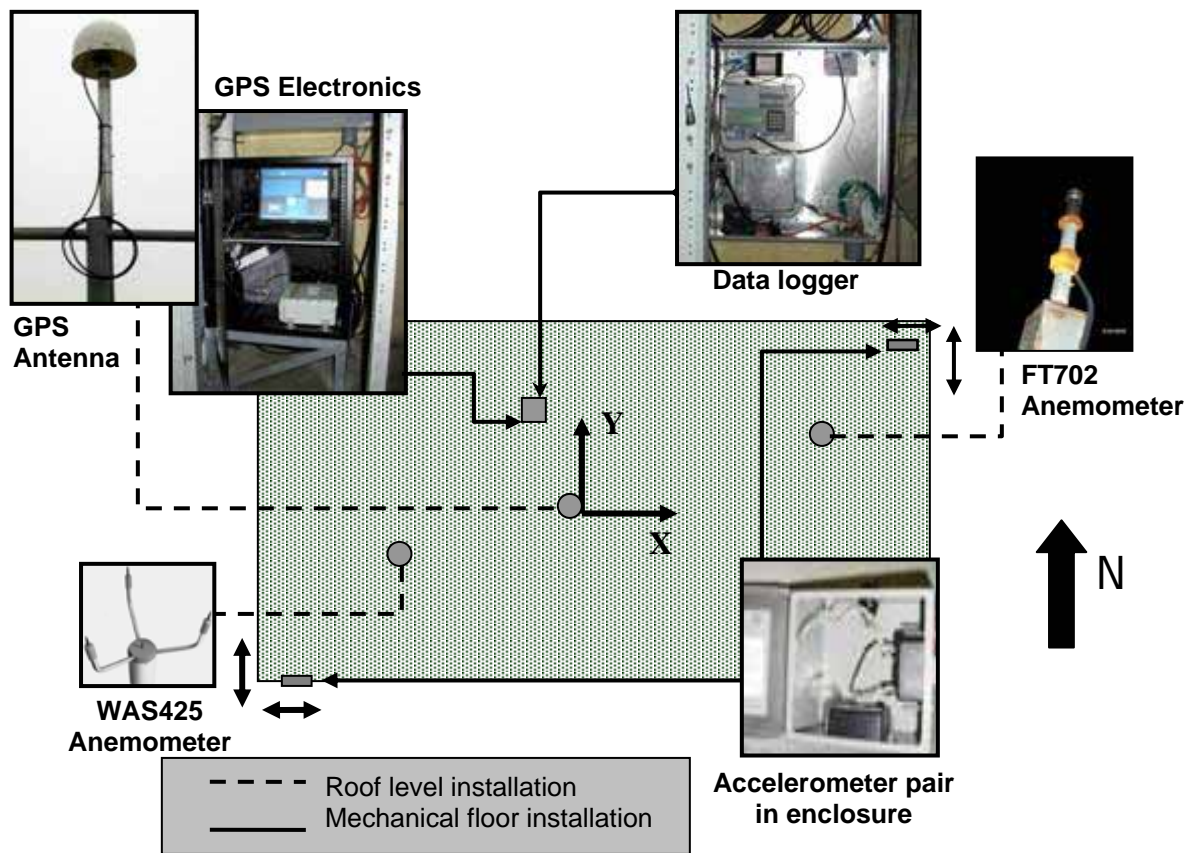 GPS Electronics
Data logger
GPS
Antenna
FT702
Anemometer
Y
X
N
WAS425
Anemometer
Accelerometer pair
in enclosure
Roof level installation
Mechanical floor installation